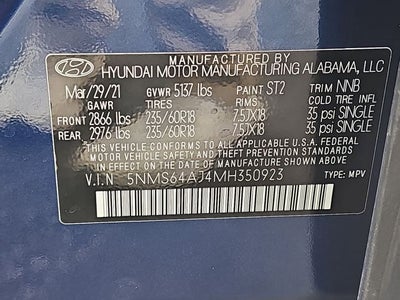 MANUFACTURED BY
HYUNDAI MOTOR MANUFACTURING ALABAMA, LLC
Mar/29/21 GVWR 5137 lbs PAINT ST2 TRIM NNB
GAWR TIRES RIMS COLD TIRE INFL
FRONT 2866 lbs 235/60R18 7.5JX18 35 psi SINGLE
REAR 2976 lbs 235/60R18 7.5JX18 35 psi SINGLE
THIS VEHICLE CONFORMS TO ALL APPLICABLE U.S.A. FEDERAL
MOTOR VEHICLE SAFETY STANDARDS IN EFFECT ON THE
DATE OF MANUFACTURE SHOWN ABOVE
V.I.N 5NMS64AJ4MH350923 TYPE: MPV